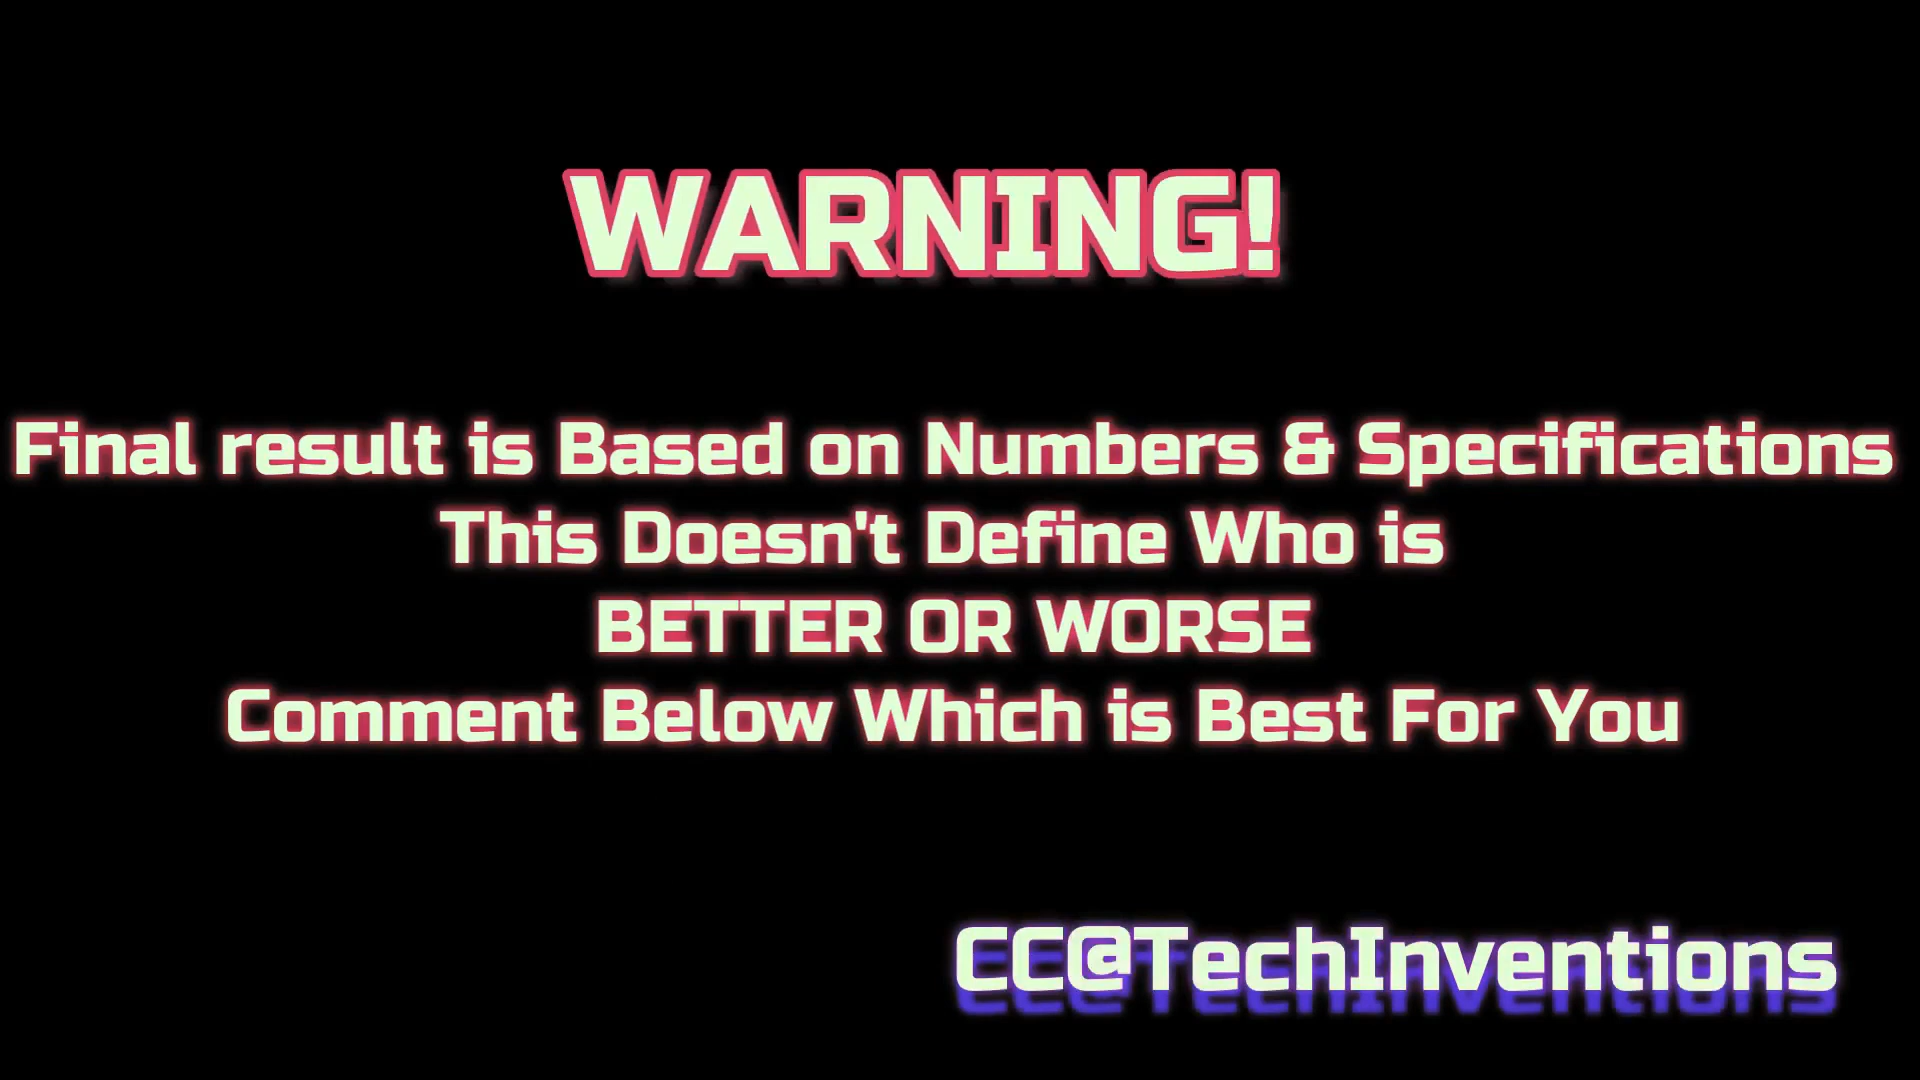 WARNING!
Final result is Based on Numbers & Specifications
This Doesn't Define Who is
BETTER OR WORSE
Comment Below Which is Best For You
CC@TechInventions